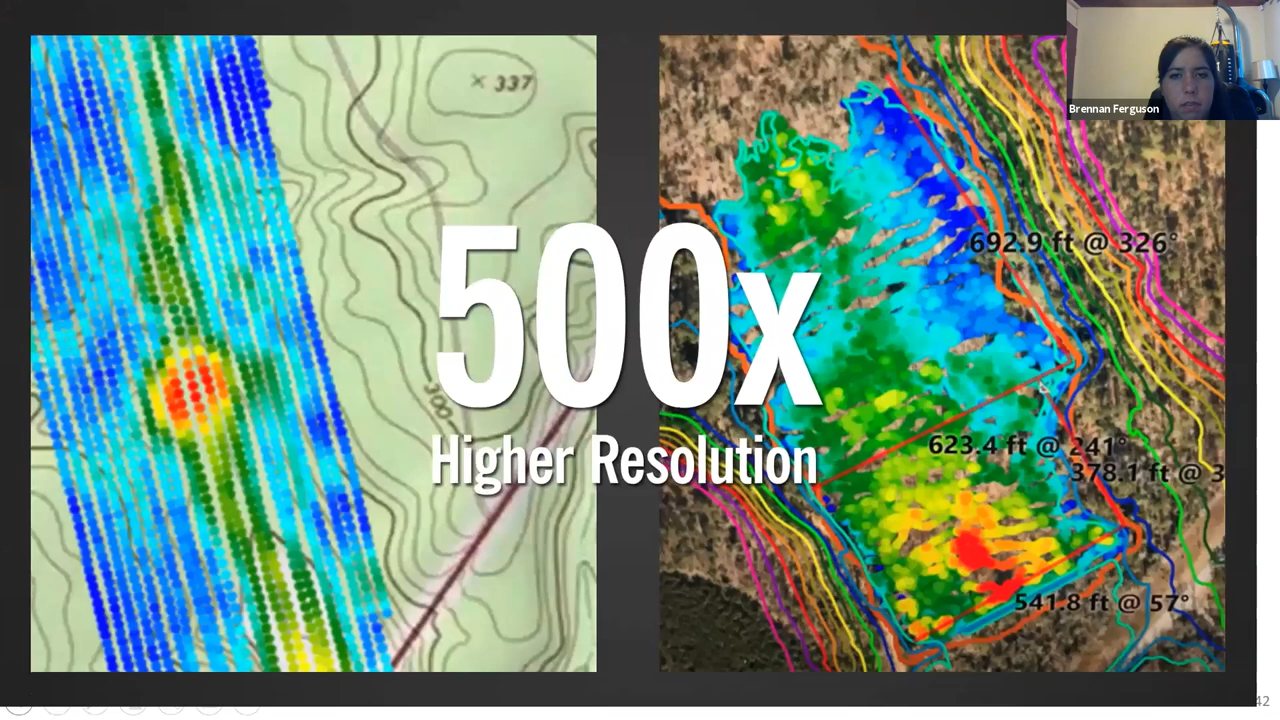 Brennan Ferguson
× 337
692.9 ft @ 326°
500x
300
623.4 ft @ 241°
Higher Resolution
378.1 ft @ 3
541.8 ft @ 57°
42